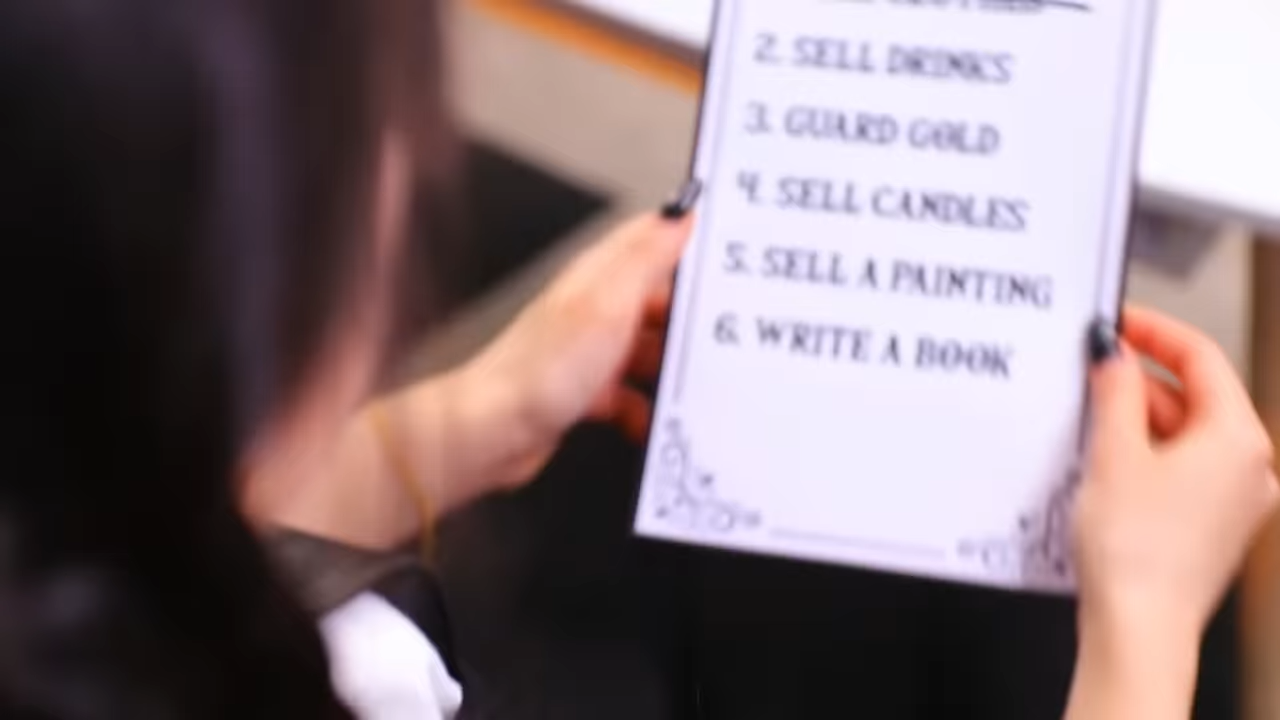 2. SELL DRINKS
3. GUARD GOLD
4. SELL CANDLES
5. SELL A PAINTING
6. WRITE A BOOK